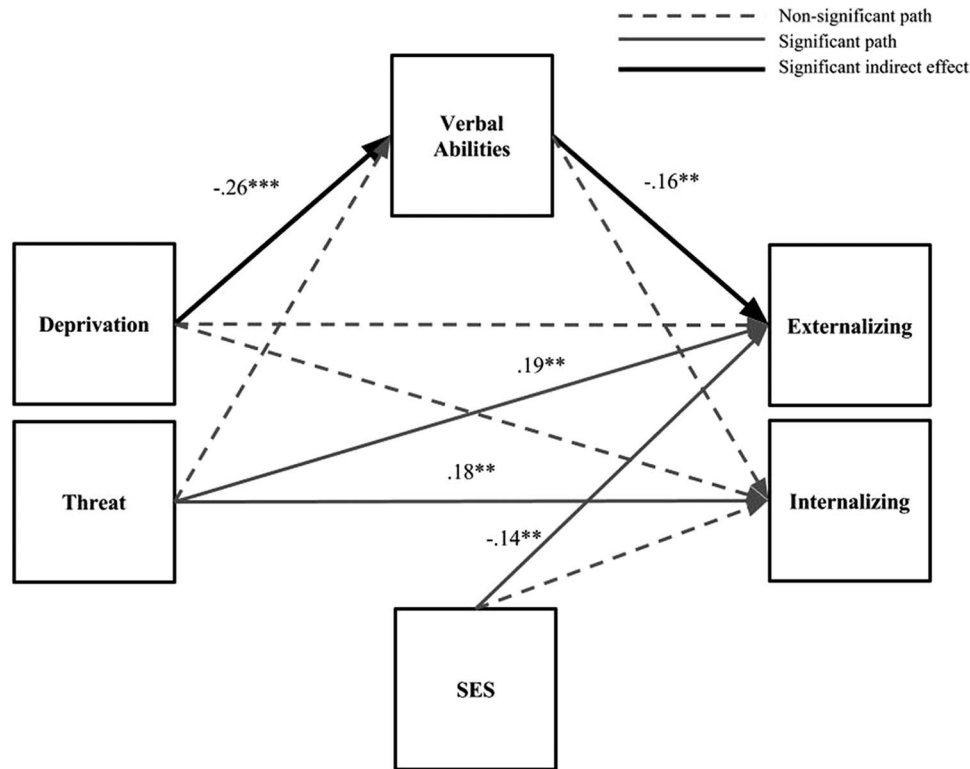 Non-significant path
Significant path
Significant indirect effect
Verbal
Abilities
-.26***
-.16**
Deprivation
Externalizing
.19**
Threat
.18**
Internalizing
-.14**
SES